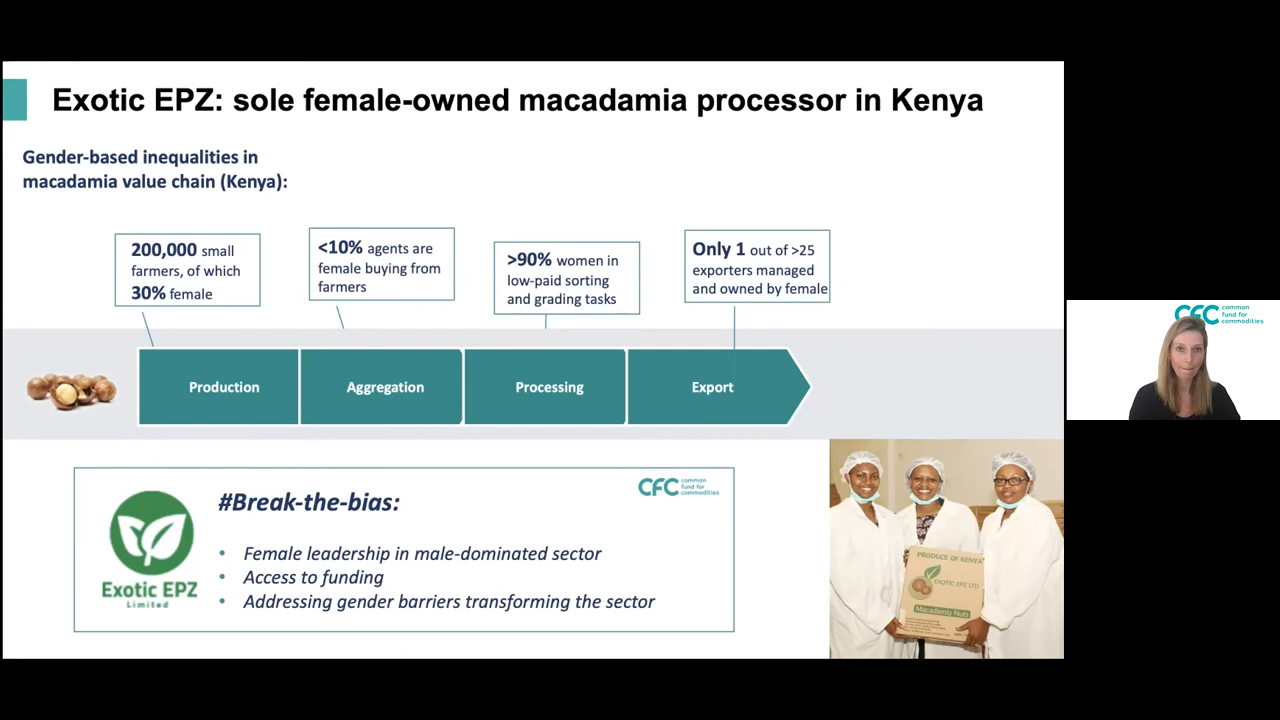 Exotic EPZ: sole female-owned macadamia processor in Kenya
Gender-based inequalities in
macadamia value chain (Kenya):
200,000 small
farmers, of which
30% female
<10% agents are
female buying from
farmers
>90% women in
low-paid sorting
and grading tasks
Only 1 out of >25
exporters managed
and owned by female
Production
Aggregation
Processing
Export
CFC common
fund for
commodities
#Break-the-bias:
• Female leadership in male-dominated sector
• Access to funding
• Addressing gender barriers transforming the sector
Exotic EPZ
Limited
CFC common
fund for
commodities
PRODUCE OF KENYA
EXOTIC EPZ LTD
Macadamia Nuts